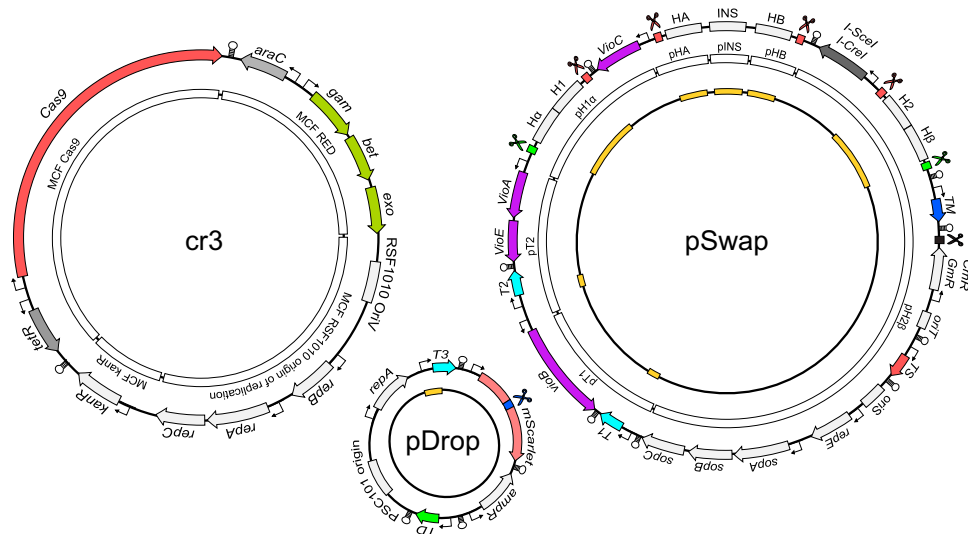 cr3
Cas9
araC
gam
bet
exo
RSF1010 OriV
repB
repA
repC
kanR
tetR
MCF Cas9
MCF RED
MCF RSF1010 origin of replication
MCF kanR
pDrop
repA
T3
mScarlet
ampR
TD
PSC101 origin
pSwap
HA
INS
HB
I-SceI
I-CreI
H2
Hβ
TM
GmR
oriT
TS
oriS
repE
sopA
sopB
sopC
T1
vioB
T2
VioE
VioA
Hα
H1
VioC
pHA
pINS
pHB
pH1α
pT2
pT1
pH2β